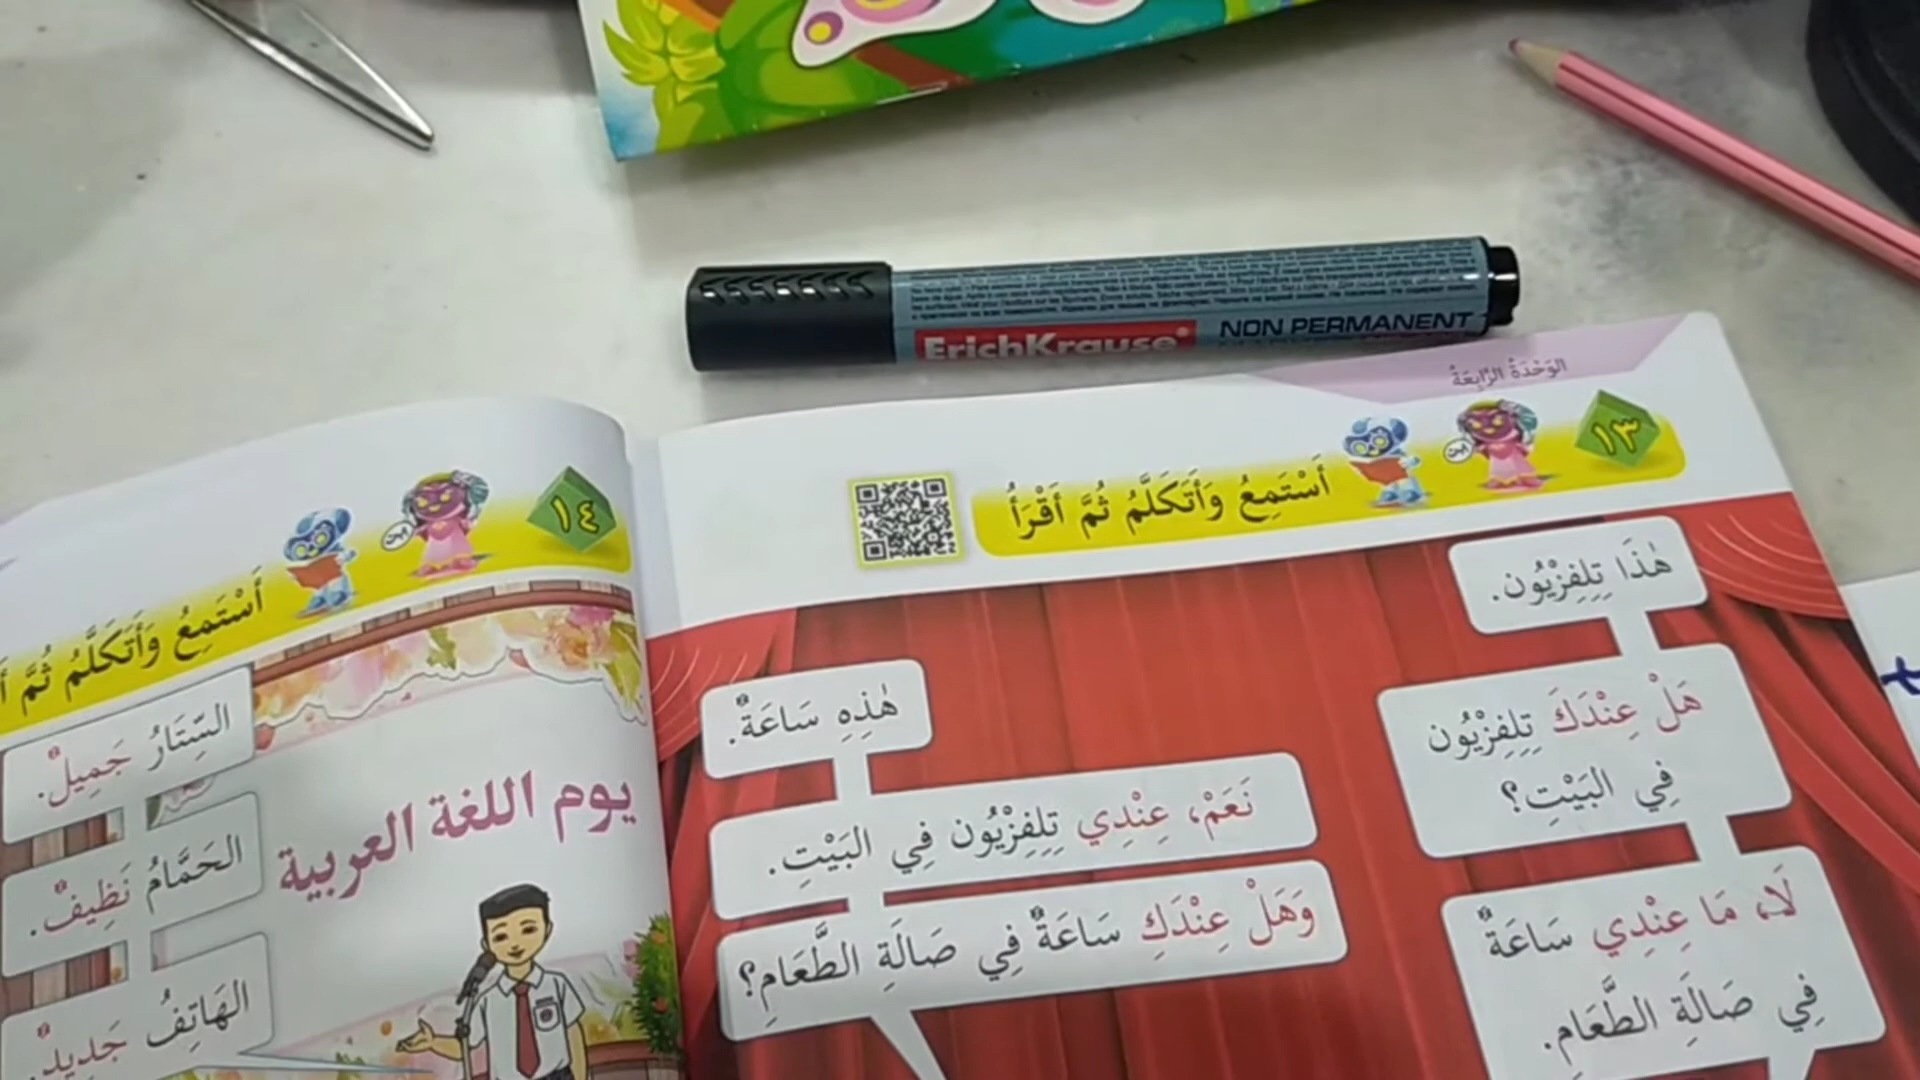 ErichKrause®
NON PERMANENT
الوَحْدَةُ الرَّابِعَةُ
١٣
أَسْتَمِعُ وَأَتَكَلَّمُ ثُمَّ أَقْرَأُ
هٰذَا تِلِفِزْيُون.
هَلْ عِنْدَكَ تِلِفِزْيُون
فِي البَيْتِ؟
لَا، مَا عِنْدِي سَاعَةٌ
فِي صَالَةِ الطَّعَامِ.
هٰذِهِ سَاعَةٌ.
نَعَمْ، عِنْدِي تِلِفِزْيُون فِي البَيْتِ.
وَهَلْ عِنْدَكِ سَاعَةٌ فِي صَالَةِ الطَّعَامِ؟
١٤
أَسْتَمِعُ وَأَتَكَلَّمُ ثُمَّ
يوم اللغة العربية
السِّتَارُ جَمِيلٌ.
الحَمَّامُ نَظِيفٌ.
الهَاتِفُ جَدِيدٌ.